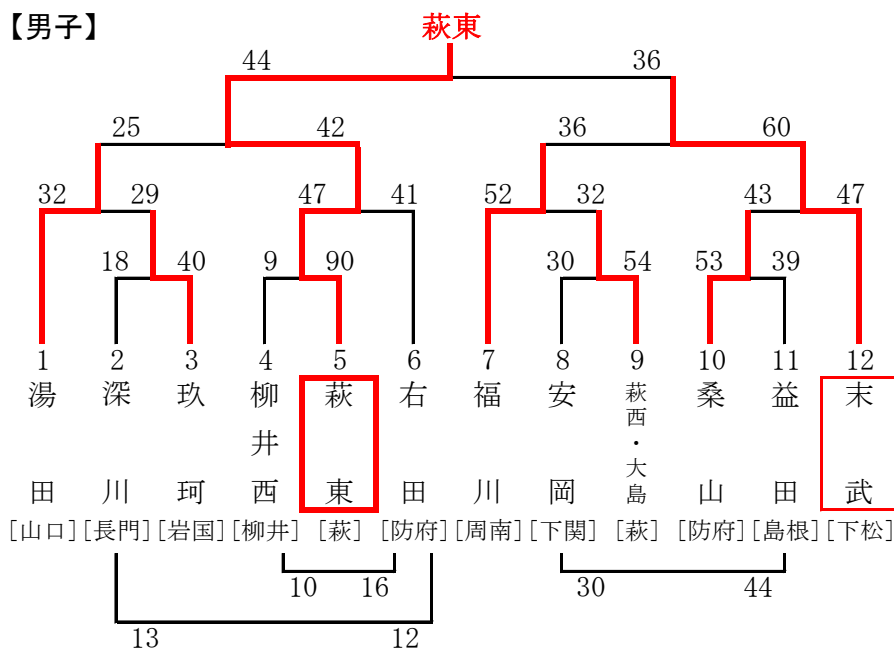 【男子】
萩東
44 36
25 42 36 60
32 29 47 41 52 32 43 47
18 40 9 90 30 54 53 39
1 2 3 4 5 6 7 8 9 10 11 12
湯田
深川
玖珂
柳井西
萩東
右田
福川
安岡
萩西・大島
桑山
益田
末武
[山口] [長門] [岩国] [柳井] [萩] [防府] [周南] [下関] [萩] [防府] [島根] [下松]
10 16 30 44
13 12